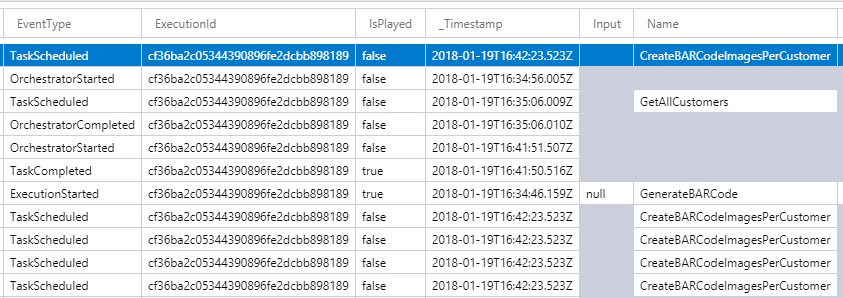 EventType ExecutionId IsPlayed _Timestamp Input Name
TaskScheduled cf36ba2c05344390896fe2dcbb898189 false 2018-01-19T16:42:23.523Z CreateBARCodeImagesPerCustomer
OrchestratorStarted cf36ba2c05344390896fe2dcbb898189 false 2018-01-19T16:34:56.005Z
TaskScheduled cf36ba2c05344390896fe2dcbb898189 false 2018-01-19T16:35:06.009Z GetAllCustomers
OrchestratorCompleted cf36ba2c05344390896fe2dcbb898189 false 2018-01-19T16:35:06.010Z
OrchestratorStarted cf36ba2c05344390896fe2dcbb898189 false 2018-01-19T16:41:51.507Z
TaskCompleted cf36ba2c05344390896fe2dcbb898189 true 2018-01-19T16:41:50.516Z
ExecutionStarted cf36ba2c05344390896fe2dcbb898189 true 2018-01-19T16:34:46.159Z null GenerateBARCode
TaskScheduled cf36ba2c05344390896fe2dcbb898189 false 2018-01-19T16:42:23.523Z CreateBARCodeImagesPerCustomer
TaskScheduled cf36ba2c05344390896fe2dcbb898189 false 2018-01-19T16:42:23.523Z CreateBARCodeImagesPerCustomer
TaskScheduled cf36ba2c05344390896fe2dcbb898189 false 2018-01-19T16:42:23.523Z CreateBARCodeImagesPerCustomer
TaskScheduled cf36ba2c05344390896fe2dcbb898189 false 2018-01-19T16:42:23.523Z CreateBARCodeImagesPerCustomer